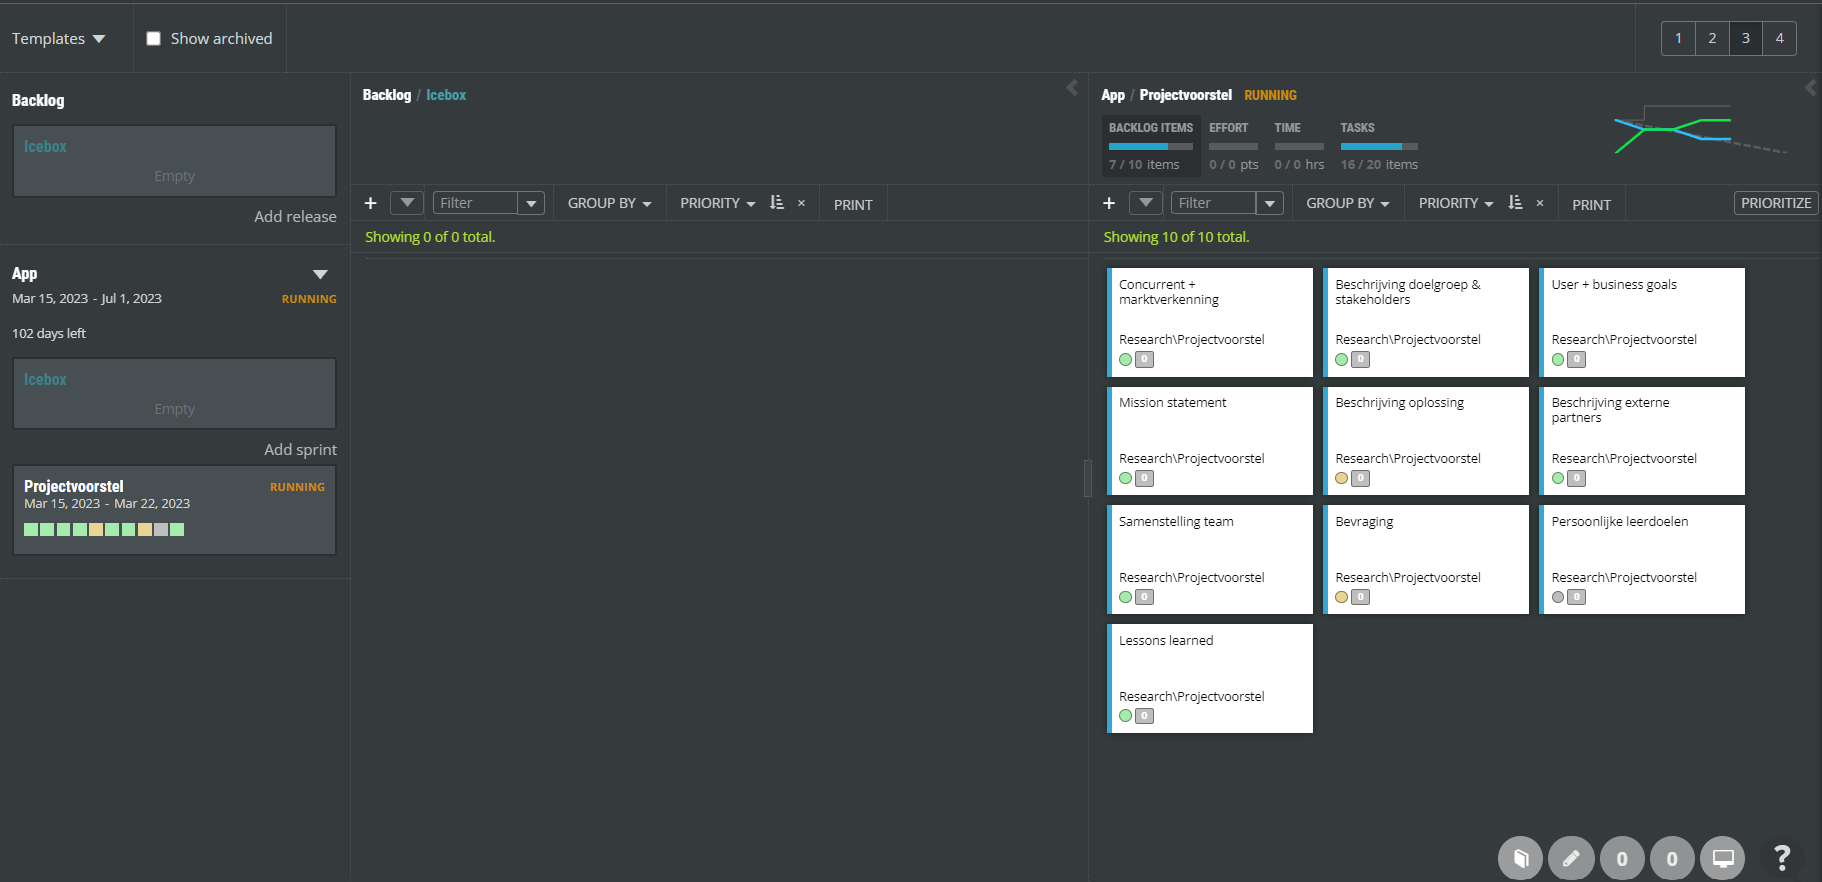 Templates
Show archived
1 2 3 4
Backlog
Icebox
Empty
Add release
App
Mar 15, 2023 - Jul 1, 2023 RUNNING
102 days left
Icebox
Empty
Add sprint
Projectvoorstel RUNNING
Mar 15, 2023 - Mar 22, 2023
Backlog / Icebox
+ Filter GROUP BY PRIORITY × PRINT
Showing 0 of 0 total.
App / Projectvoorstel RUNNING
BACKLOG ITEMS EFFORT TIME TASKS
7 / 10 items 0 / 0 pts 0 / 0 hrs 16 / 20 items
+ Filter GROUP BY PRIORITY × PRINT PRIORITIZE
Showing 10 of 10 total.
Concurrent +
marktverkenning
Research\Projectvoorstel
0
Beschrijving doelgroep &
stakeholders
Research\Projectvoorstel
0
User + business goals
Research\Projectvoorstel
0
Mission statement
Research\Projectvoorstel
0
Beschrijving oplossing
Research\Projectvoorstel
0
Beschrijving externe
partners
Research\Projectvoorstel
0
Samenstelling team
Research\Projectvoorstel
0
Bevraging
Research\Projectvoorstel
0
Persoonlijke leerdoelen
Research\Projectvoorstel
0
Lessons learned
Research\Projectvoorstel
0
0 0 ?